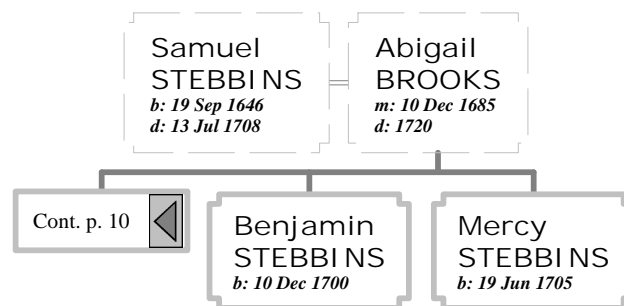 Samuel
STEBBINS
b: 19 Sep 1646
d: 13 Jul 1708
Abigail
BROOKS
m: 10 Dec 1685
d: 1720
Cont. p. 10
Benjamin
STEBBINS
b: 10 Dec 1700
Mercy
STEBBINS
b: 19 Jun 1705